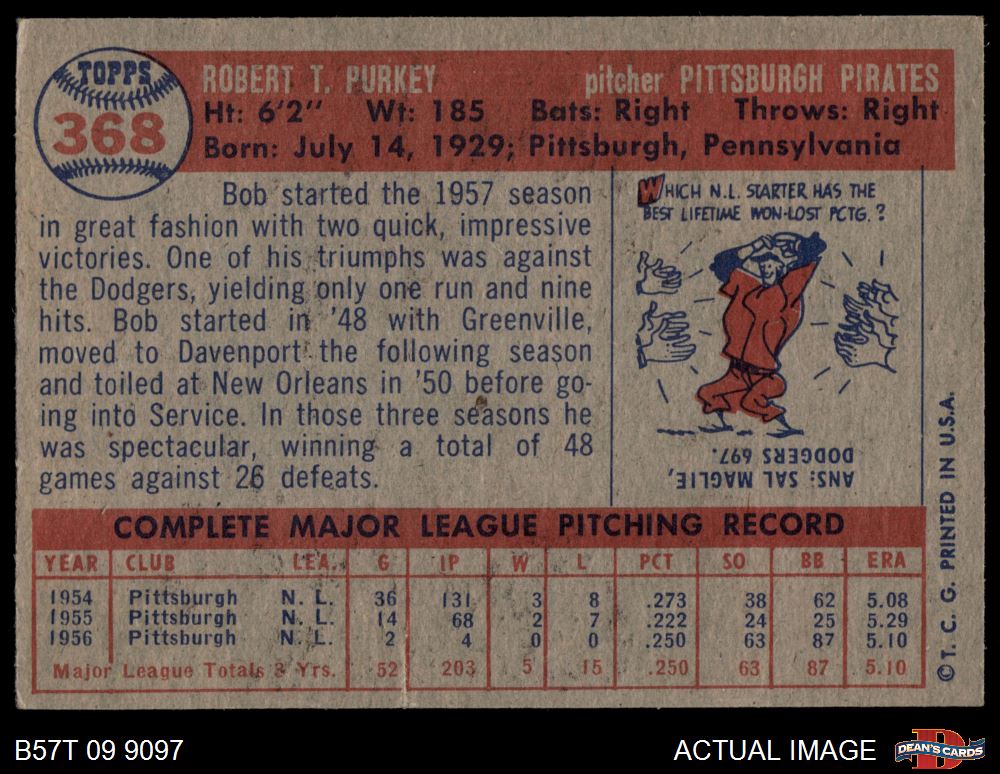 TOPPS
368
ROBERT T. PURKEY pitcher PITTSBURGH PIRATES
Ht: 6'2" Wt: 185 Bats: Right Throws: Right
Born: July 14, 1929; Pittsburgh, Pennsylvania
Bob started the 1957 season
in great fashion with two quick, impressive
victories. One of his triumphs was against
the Dodgers, yielding only one run and nine
hits. Bob started in '48 with Greenville,
moved to Davenport the following season
and toiled at New Orleans in '50 before go-
ing into Service. In those three seasons he
was spectacular, winning a total of 48
games against 26 defeats.
WHICH N.L. STARTER HAS THE
BEST LIFETIME WON-LOST PCTG.?
ANS: SAL MAGLIE,
DODGERS 697.
COMPLETE MAJOR LEAGUE PITCHING RECORD
YEAR CLUB LEA. G IP W L PCT SO BB ERA
1954 Pittsburgh N. L. 36 131 3 8 .273 38 62 5.08
1955 Pittsburgh N. L. 14 68 2 7 .222 24 25 5.29
1956 Pittsburgh N. L. 2 4 0 0 .250 63 87 5.10
Major League Totals 3 Yrs. 52 203 5 15 .250 63 87 5.10
© T. C. G. PRINTED IN U.S.A.
B57T 09 9097 ACTUAL IMAGE
DEAN'S CARDS